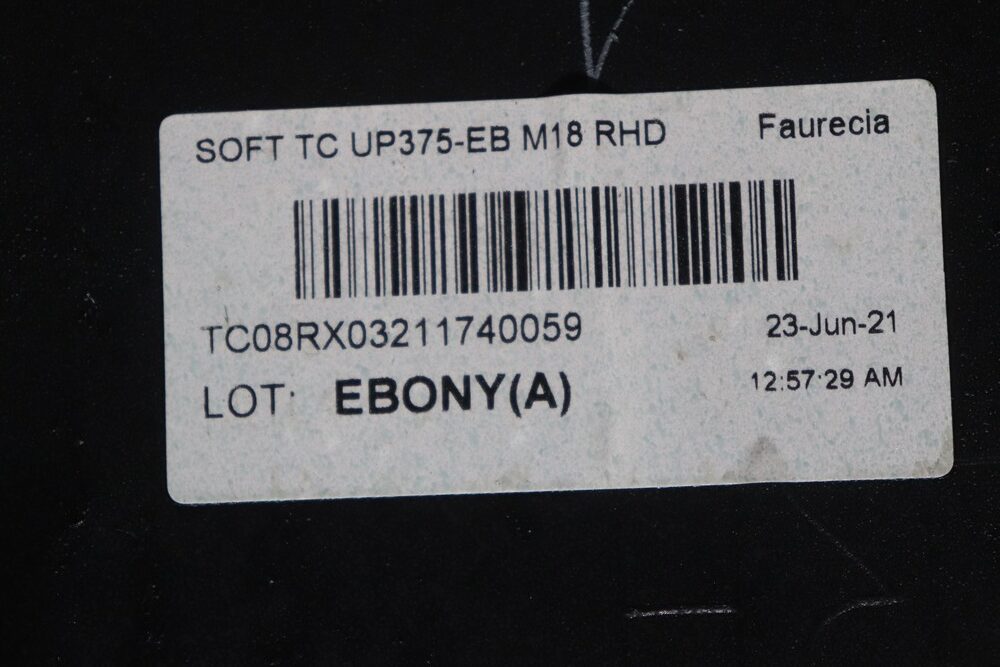 SOFT TC UP375-EB M18 RHD Faurecia
TC08RX03211740059 23-Jun-21
LOT: EBONY(A) 12:57:29 AM